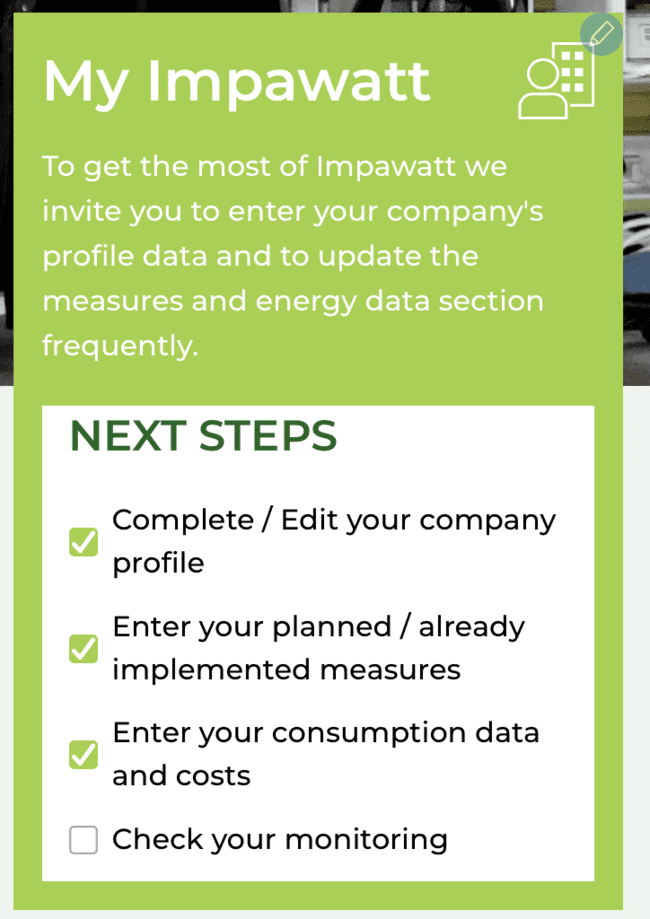 My Impawatt
To get the most of Impawatt we
invite you to enter your company's
profile data and to update the
measures and energy data section
frequently.
NEXT STEPS
Complete / Edit your company
profile
Enter your planned / already
implemented measures
Enter your consumption data
and costs
Check your monitoring